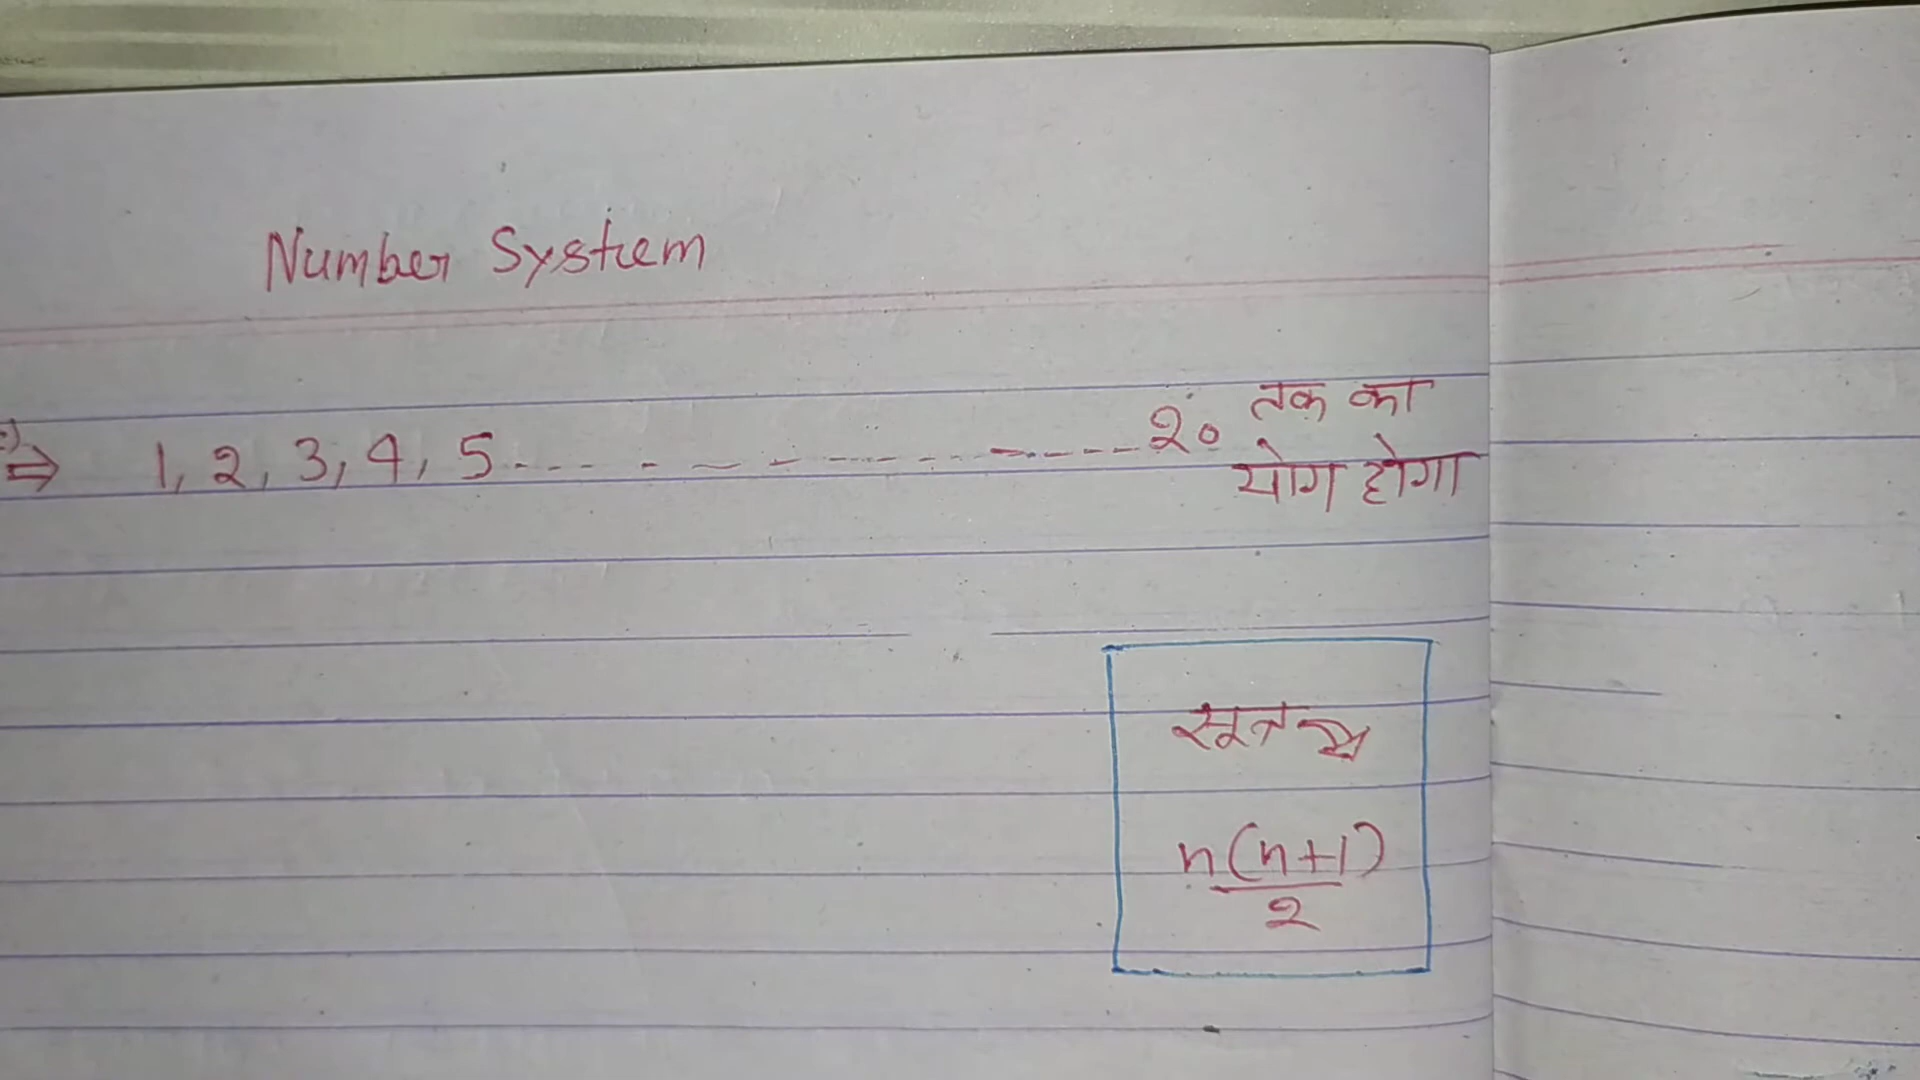 Number System
⇒ 1, 2, 3, 4, 5 - - - - - - - - - - - - - - 20 तक का
योग होगा
सूत्र
n(n+1)
2